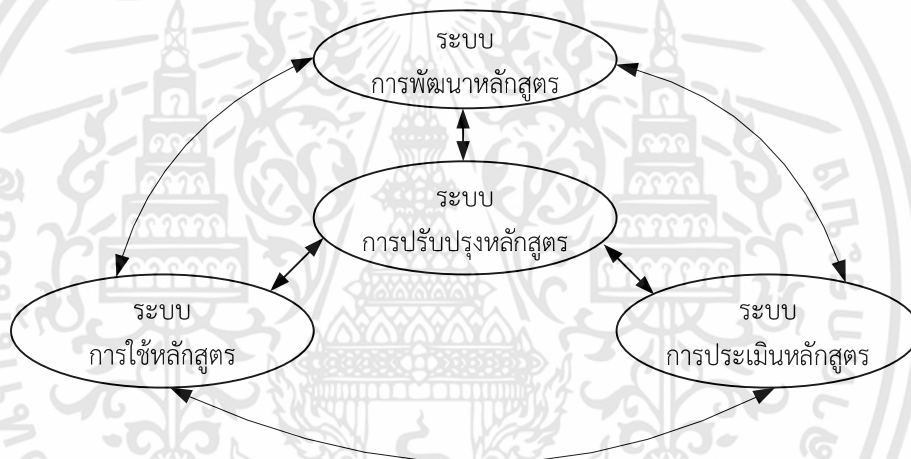 ระบบ
การพัฒนาหลักสูตร
ระบบ
การปรับปรุงหลักสูตร
ระบบ
การใช้หลักสูตร
ระบบ
การประเมินหลักสูตร